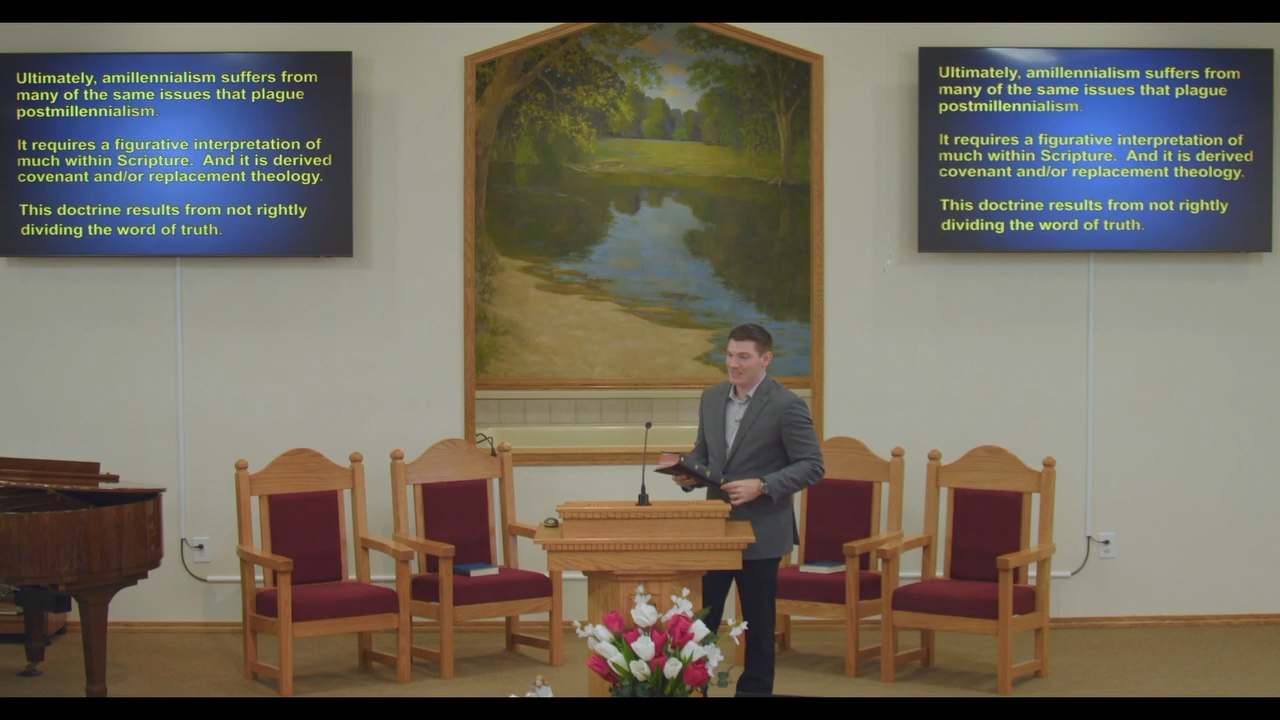 Ultimately, amillennialism suffers from
many of the same issues that plague
postmillennialism.
It requires a figurative interpretation of
much within Scripture. And it is derived
covenant and/or replacement theology.
This doctrine results from not rightly
dividing the word of truth.
Ultimately, amillennialism suffers from
many of the same issues that plague
postmillennialism.
It requires a figurative interpretation of
much within Scripture. And it is derived
covenant and/or replacement theology.
This doctrine results from not rightly
dividing the word of truth.